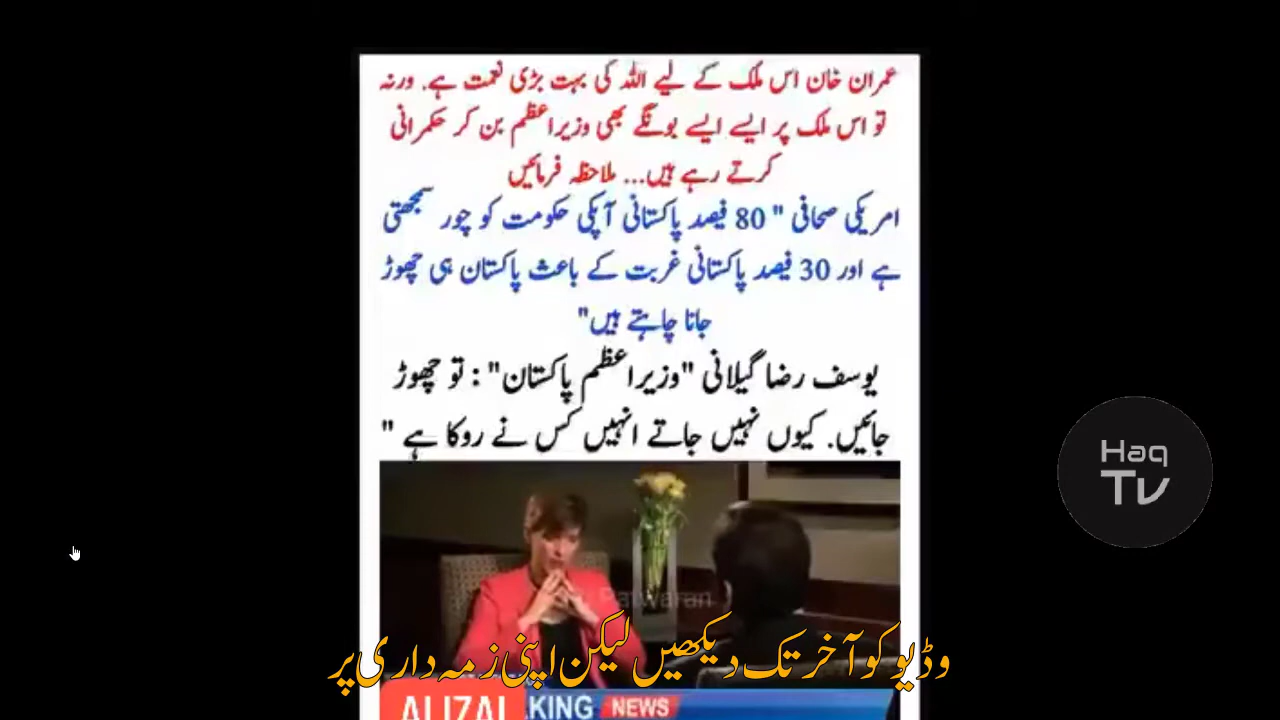 عمران خان اس ملک کے لیے اللہ کی بہت بڑی نعمت ہے. ورنہ
تو اس ملک پر ایسے ایسے بونگے بھی وزیراعظم بن کر حکمرانی
کرتے رہے ہیں... ملاحظہ فرمائیں
امریکی صحافی " 80 فیصد پاکستانی آپکی حکومت کو چور سمجھتی
ہے اور 30 فیصد پاکستانی غربت کے باعث پاکستان ہی چھوڑ
جانا چاہتے ہیں"
یوسف رضا گیلانی "وزیراعظم پاکستان" : تو چھوڑ
جائیں. کیوں نہیں جاتے انہیں کس نے روکا ہے "
Haq
Tv
Patwaran
وڈیو کو آخر تک دیکھیں لیکن اپنی زمہ داری پر
ALIZAI
KING NEWS